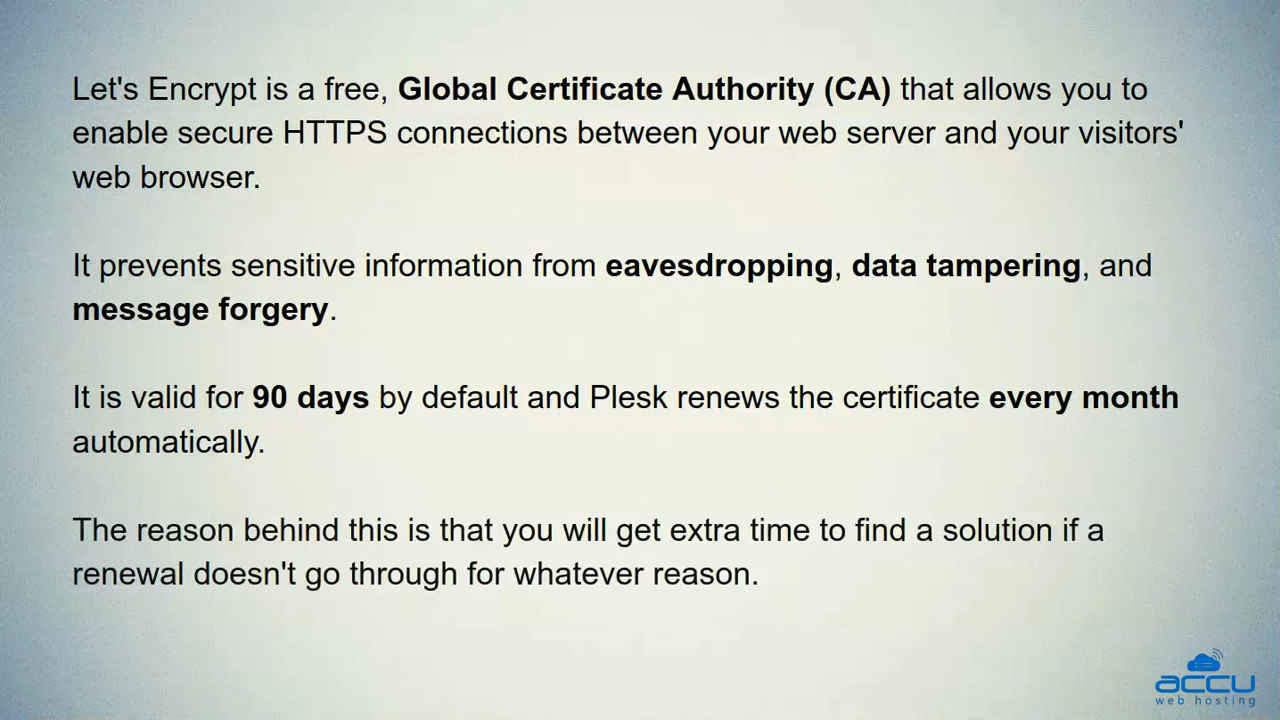 Let's Encrypt is a free, Global Certificate Authority (CA) that allows you to
enable secure HTTPS connections between your web server and your visitors'
web browser.
It prevents sensitive information from eavesdropping, data tampering, and
message forgery.
It is valid for 90 days by default and Plesk renews the certificate every month
automatically.
The reason behind this is that you will get extra time to find a solution if a
renewal doesn't go through for whatever reason.
accu
web hosting